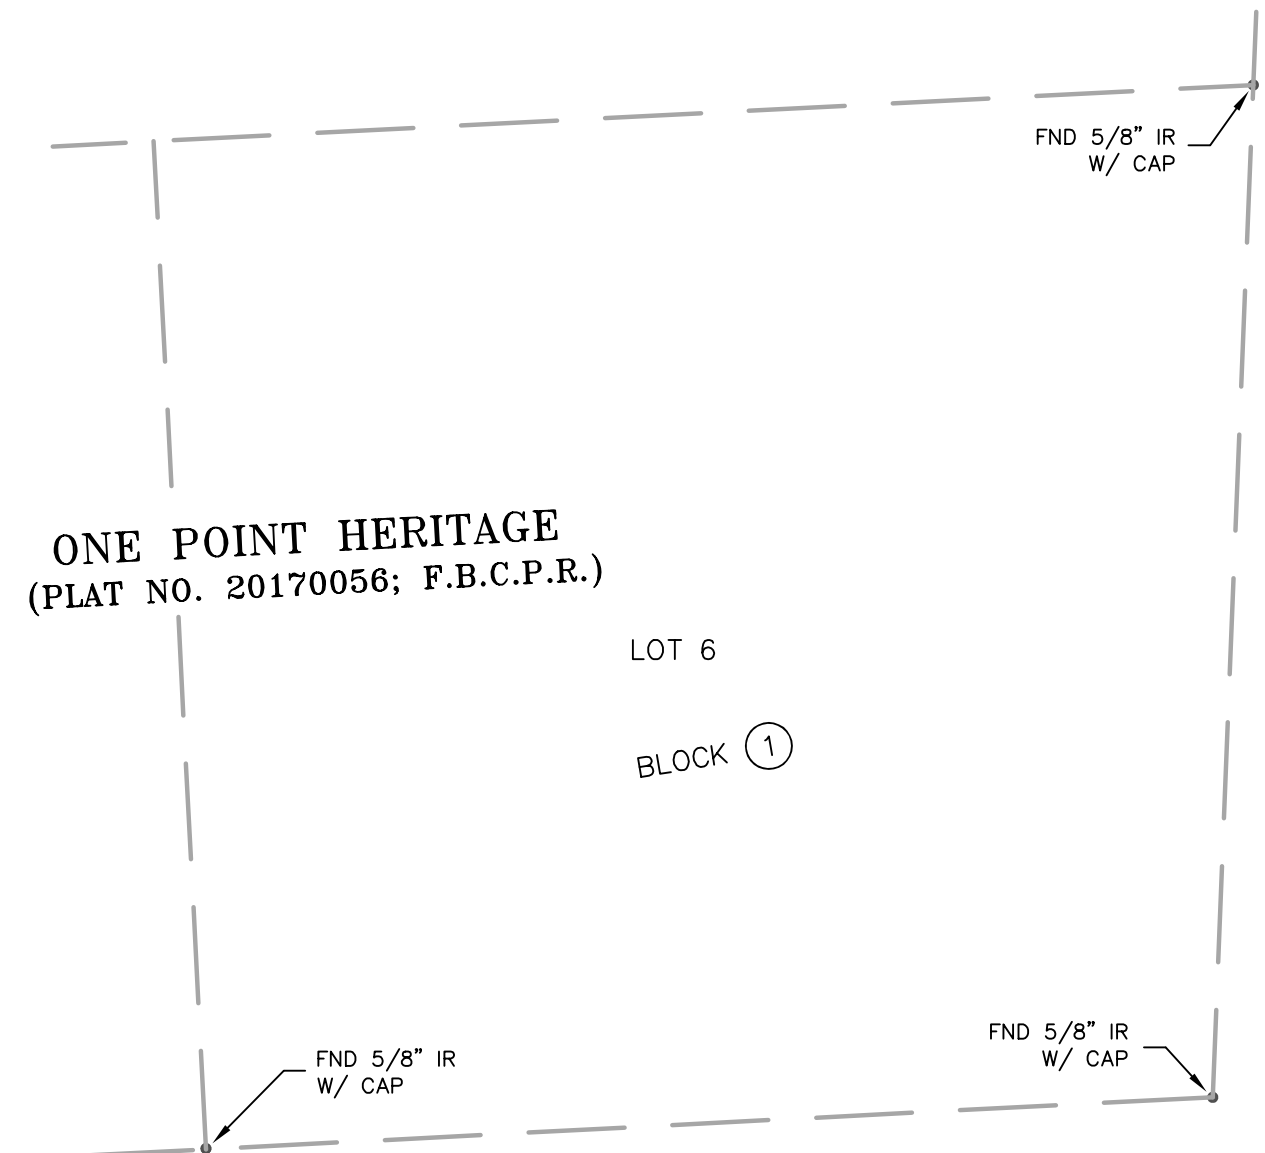 FND 5/8" IR
W/ CAP
ONE POINT HERITAGE
(PLAT NO. 20170056; F.B.C.P.R.)
LOT 6
BLOCK 1
FND 5/8" IR
W/ CAP
FND 5/8" IR
W/ CAP